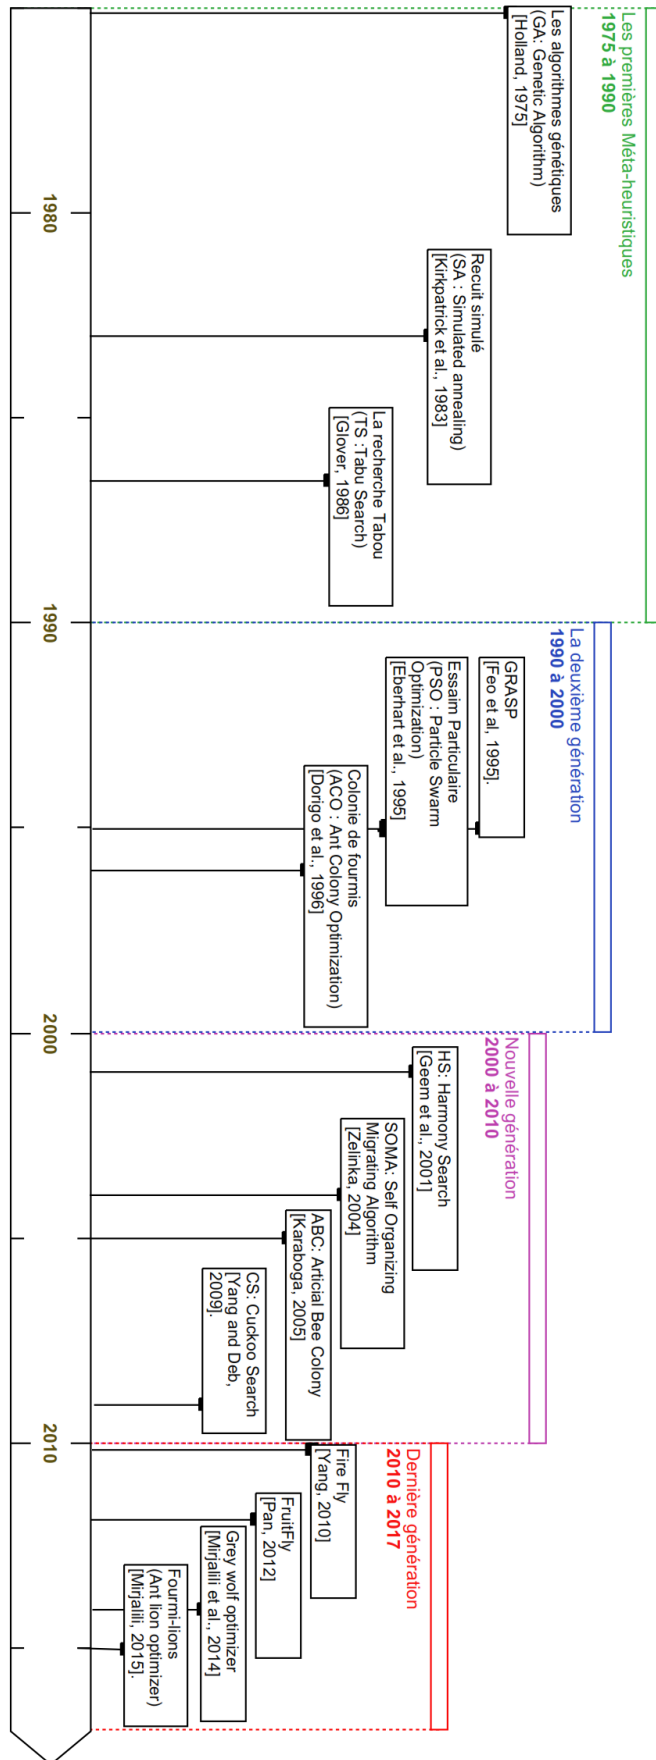 Les premières Méta-heuristiques
1975 à 1990
Les algorithmes génétiques
(GA: Genetic Algorithm)
[Holland, 1975]
Recuit simulé
(SA : Simulated annealing)
[Kirkpatrick et al., 1983]
La recherche Tabou
(TS :Tabu Search)
[Glover, 1986]
La deuxième génération
1990 à 2000
GRASP
[Feo et al, 1995].
Essaim Particulaire
(PSO : Particle Swarm
Optimization)
[Eberhart et al., 1995]
Colonie de fourmis
(ACO : Ant Colony Optimization)
[Dorigo et al., 1996]
Nouvelle génération
2000 à 2010
HS: Harmony Search
[Geem et al., 2001]
SOMA: Self Organizing
Migrating Algorithm
[Zelinka, 2004]
ABC: Articial Bee Colony
[Karaboga, 2005]
CS: Cuckoo Search
[Yang and Deb,
2009].
Dernière génération
2010 à 2017
Fire Fly
[Yang, 2010]
FruitFly
[Pan, 2012]
Grey wolf optimizer
[Mirjalili et al., 2014]
Fourmi-lions
(Ant lion optimizer)
[Mirjalili, 2015].
1980
1990
2000
2010